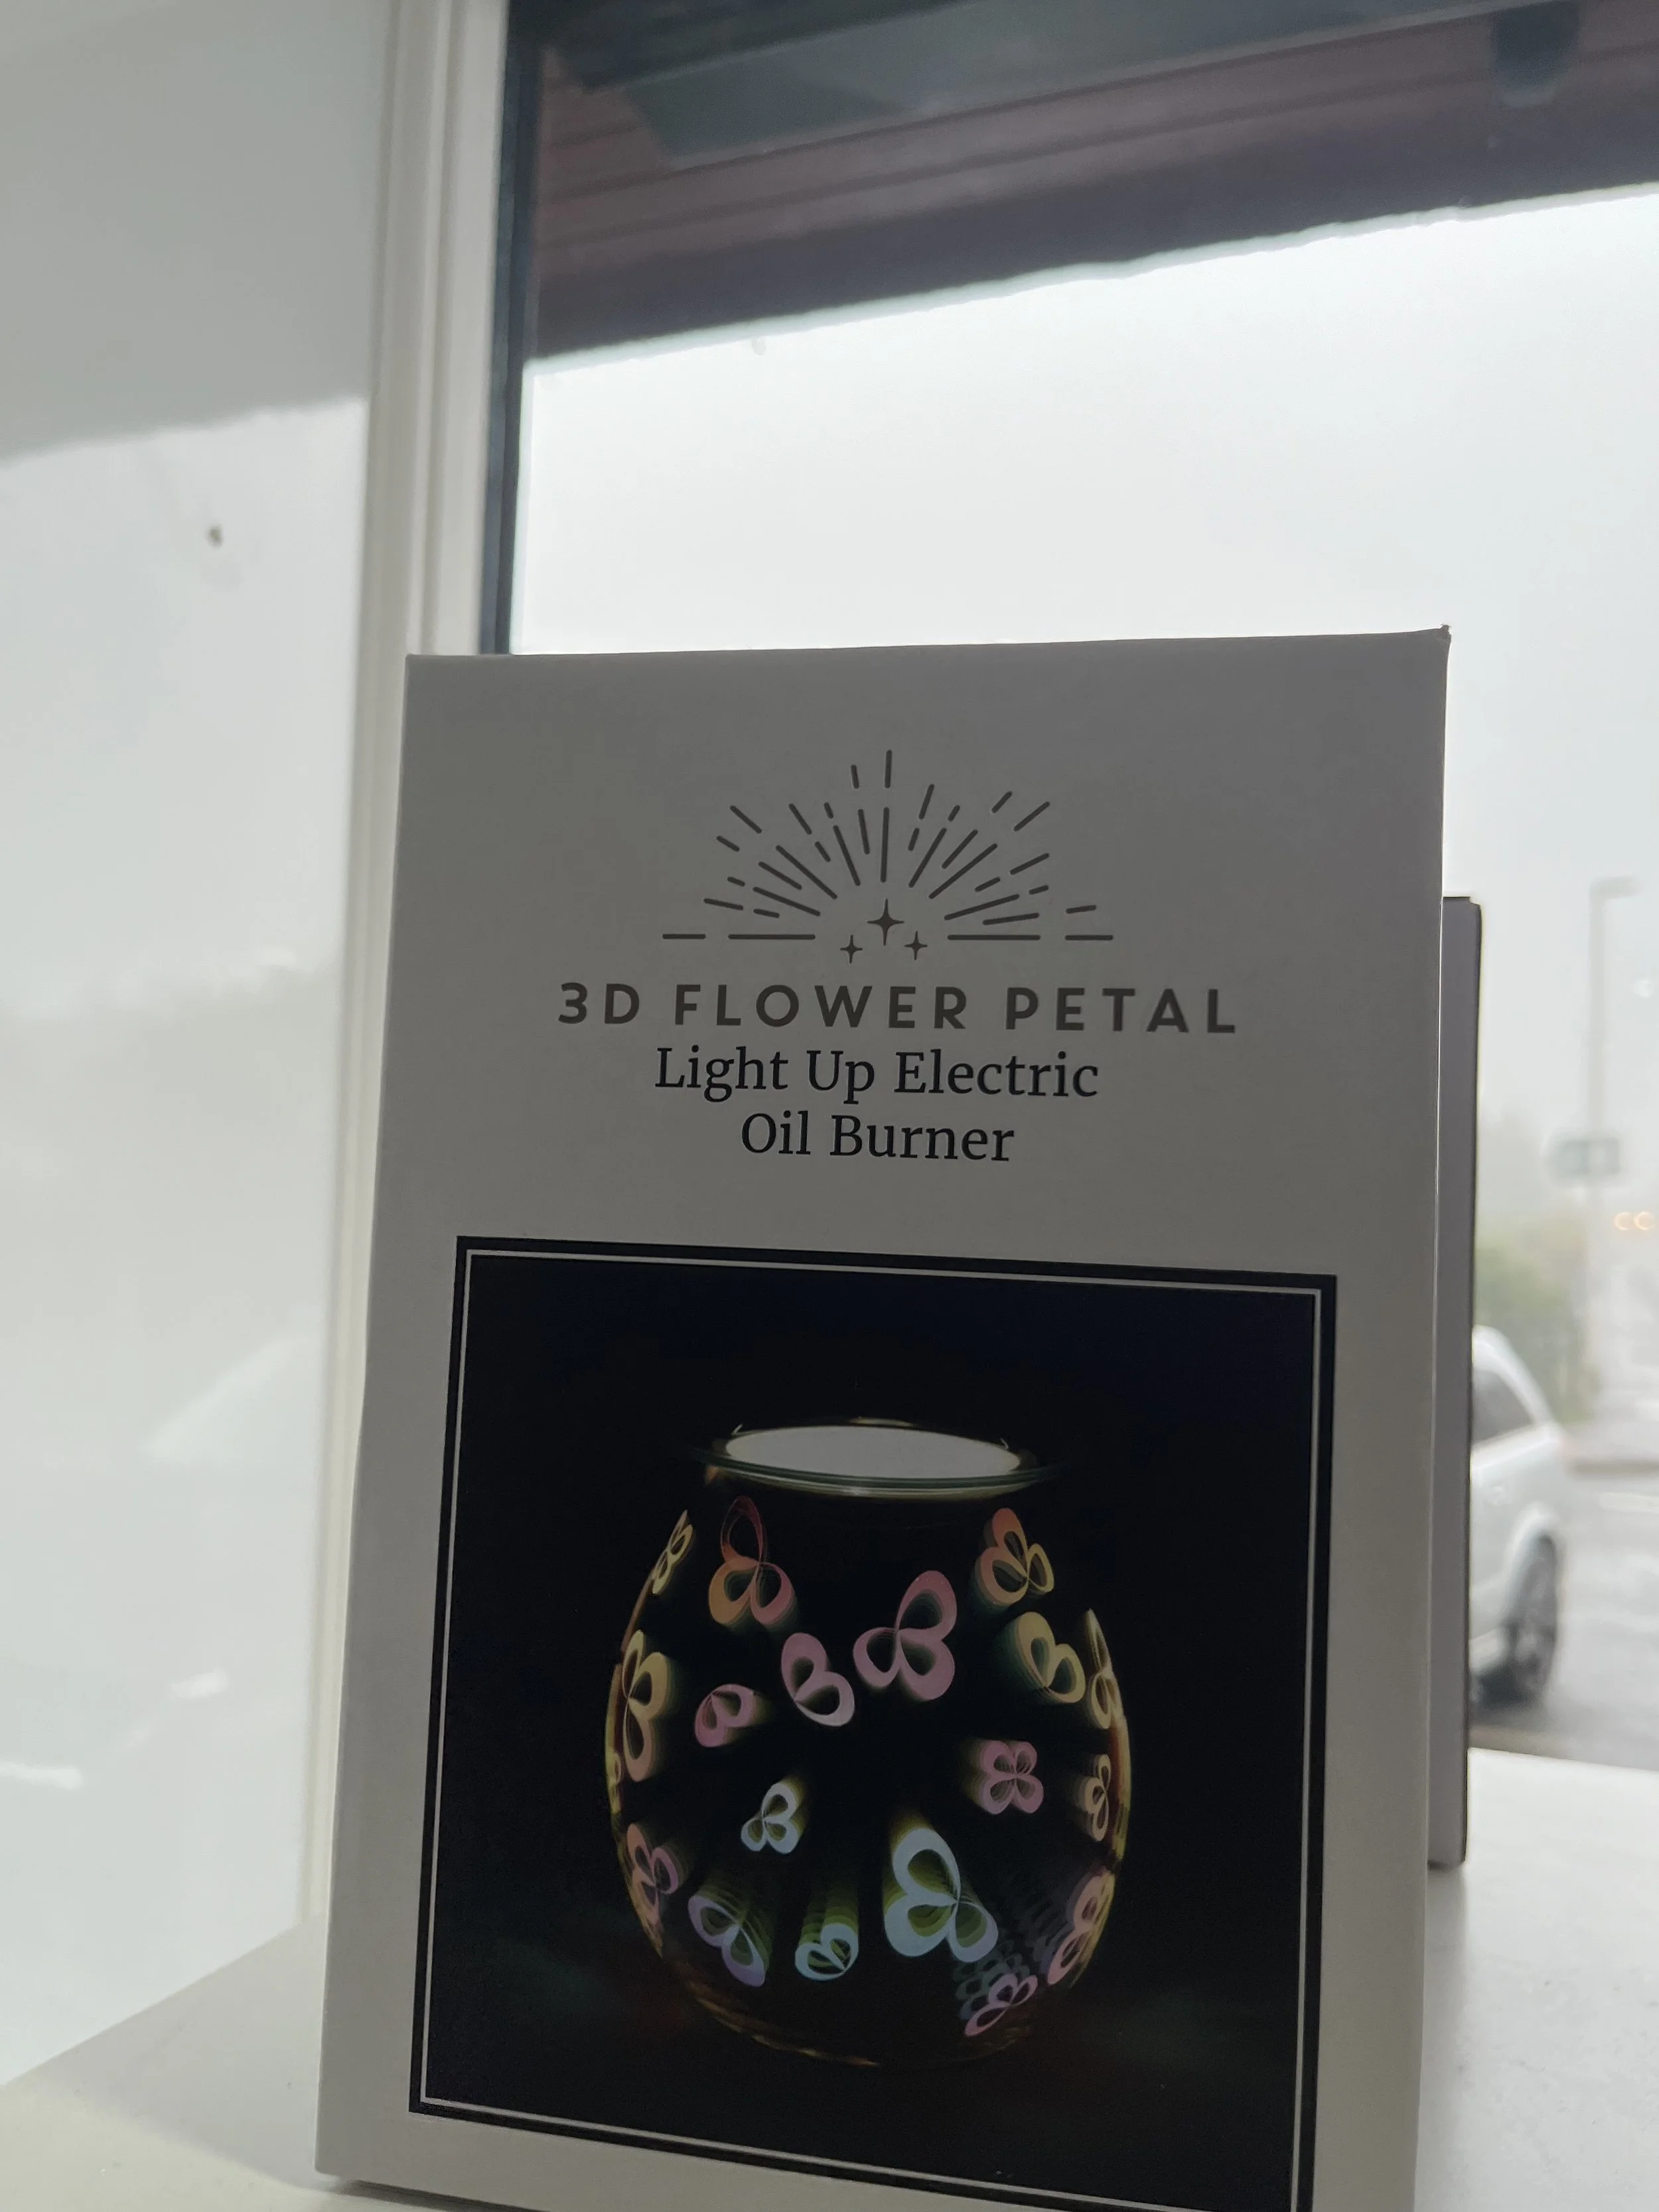 3D FLOWER PETAL
Light Up Electric
Oil Burner